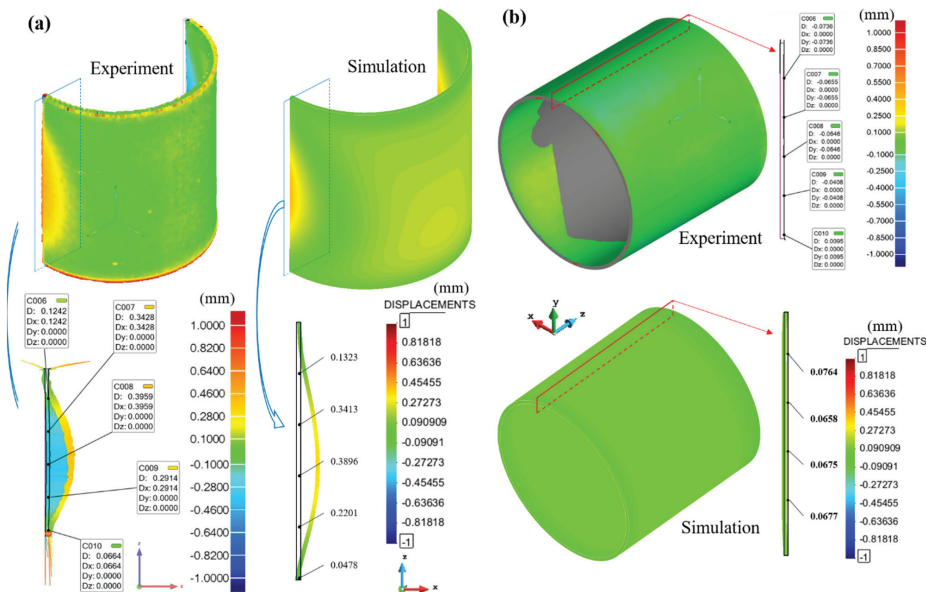 (a)
Experiment
Simulation
(mm)
C006
D: 0.1242
Dx: 0.1242
Dy: 0.0000
Dz: 0.0000
C007
D: 0.3428
Dx: 0.3428
Dy: 0.0000
Dz: 0.0000
C008
D: 0.3959
Dx: 0.3959
Dy: 0.0000
Dz: 0.0000
C009
D: 0.2914
Dx: 0.2914
Dy: 0.0000
Dz: 0.0000
C010
D: 0.0664
Dx: 0.0664
Dy: 0.0000
Dz: 0.0000
z
x
1.0000
0.8200
0.6400
0.4600
0.2800
0.1000
-0.1000
-0.2800
-0.4600
-0.6400
-0.8200
-1.0000
0.1323
0.3413
0.3896
0.2201
0.0478
(mm)
DISPLACEMENTS
1
0.81818
0.63636
0.45455
0.27273
0.090909
-0.09091
-0.27273
-0.45455
-0.63636
-0.81818
-1
z
x
(b)
Experiment
C006
D: -0.0736
Dx: 0.0000
Dy: -0.0736
Dz: 0.0000
C007
D: -0.0655
Dx: 0.0000
Dy: -0.0655
Dz: 0.0000
C008
D: -0.0646
Dx: 0.0000
Dy: -0.0646
Dz: 0.0000
C009
D: -0.0408
Dx: 0.0000
Dy: -0.0408
Dz: 0.0000
C010
D: 0.0095
Dx: 0.0000
Dy: 0.0095
Dz: 0.0000
(mm)
1.0000
0.9000
0.7000
0.5500
0.3000
0.1000
-0.1000
-0.3000
-0.5000
-0.7000
-0.9000
-1.1000
y
x
z
Simulation
0.0764
0.0658
0.0675
0.0677
(mm)
DISPLACEMENTS
1
0.81818
0.63636
0.45455
0.27273
0.090909
-0.09091
-0.27273
-0.45455
-0.63636
-0.81818
-1